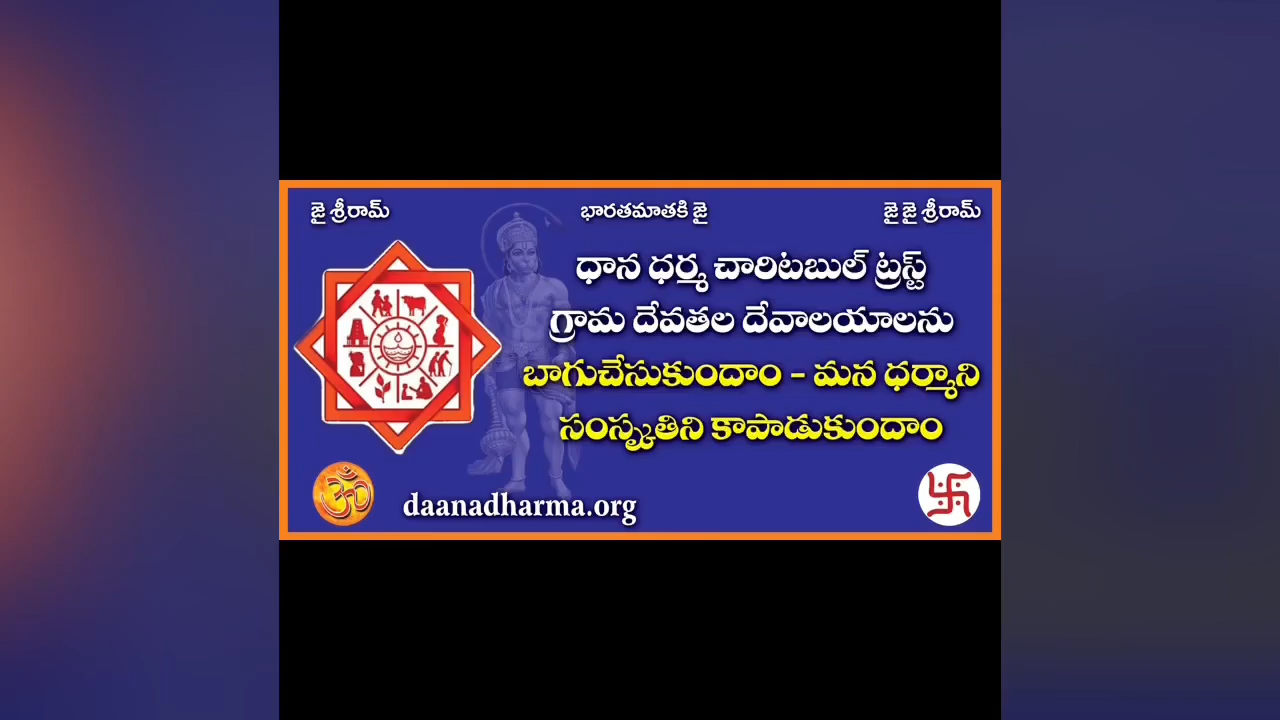 జై శ్రీరామ్ భారతమాతకి జై జై జై శ్రీరామ్
ధాన ధర్మ చారిటబుల్ ట్రస్ట్
గ్రామ దేవతల దేవాలయాలను
బాగుచేసుకుందాం - మన ధర్మాని
సంస్కృతిని కాపాడుకుందాం
ॐ
daanadharma.org